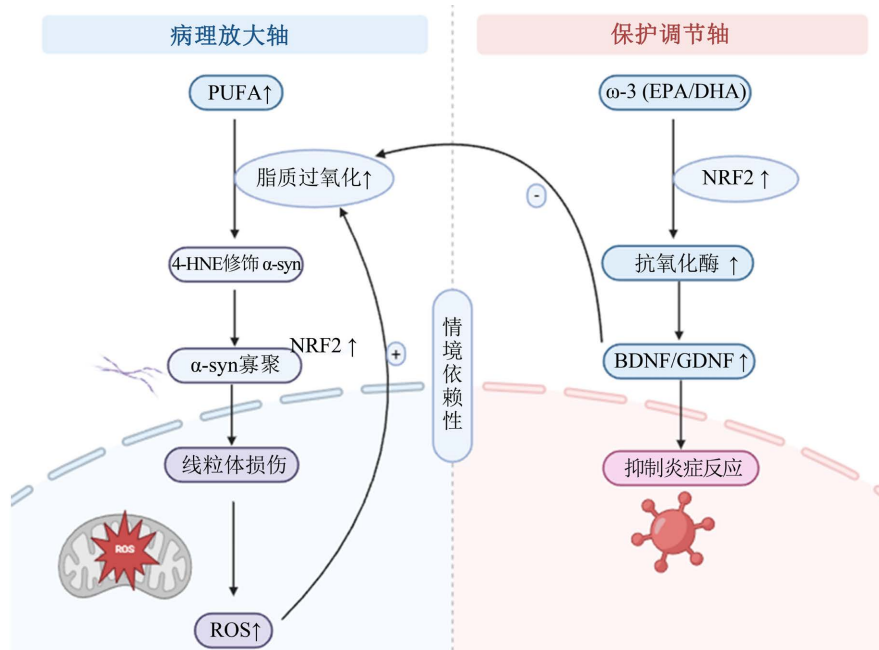 病理放大轴
PUFA↑
脂质过氧化↑
4-HNE修饰 α-syn
NRF2 ↑
α-syn寡聚
+
线粒体损伤
ROS
ROS↑
情境依赖性
保护调节轴
ω-3 (EPA/DHA)
NRF2 ↑
-
抗氧化酶 ↑
BDNF/GDNF ↑
抑制炎症反应